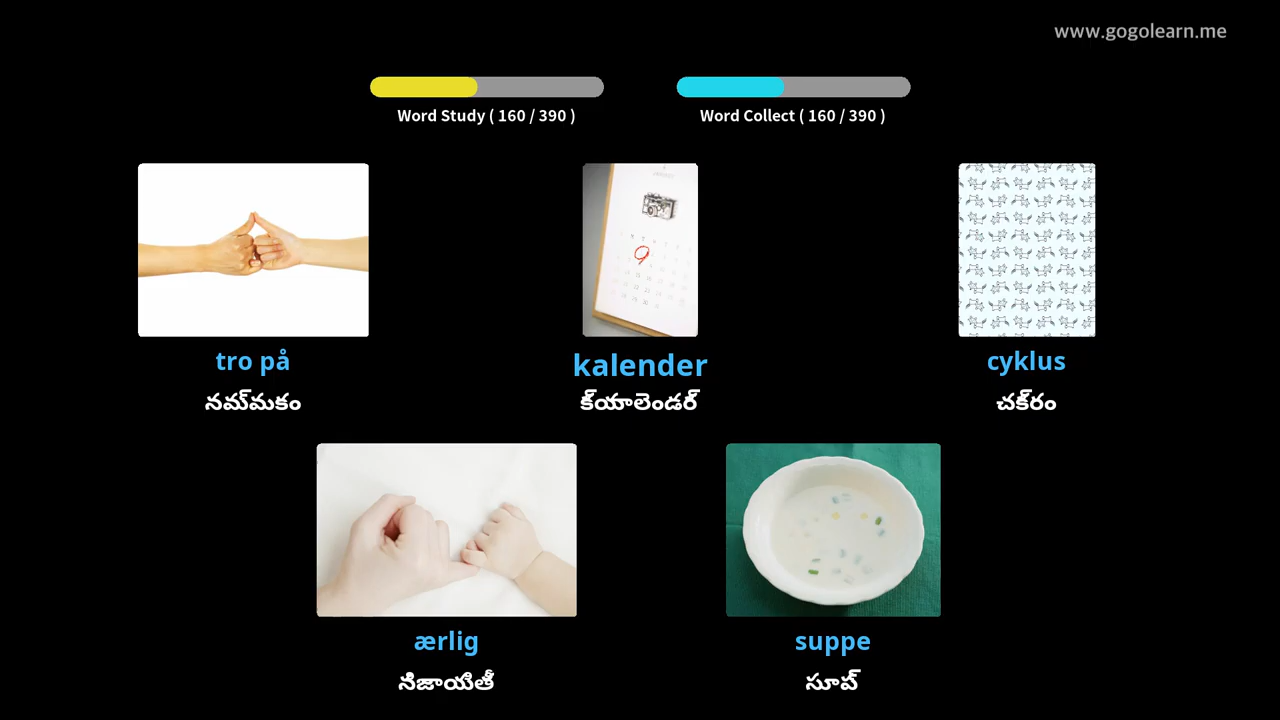 www.gogolearn.me
Word Study ( 160 / 390 )
Word Collect ( 160 / 390 )
tro på
kalender
cyklus
నమ్మకం
క్యాలెండర్
చక్రం
ærlig
suppe
నిజాయితీ
సూప్